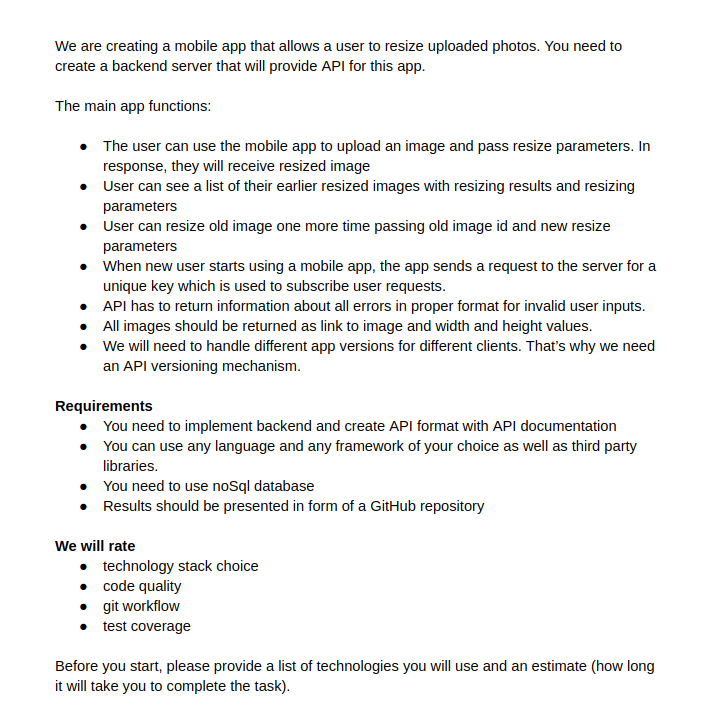 We are creating a mobile app that allows a user to resize uploaded photos. You need to
create a backend server that will provide API for this app.
The main app functions:
● The user can use the mobile app to upload an image and pass resize parameters. In
response, they will receive resized image
● User can see a list of their earlier resized images with resizing results and resizing
parameters
● User can resize old image one more time passing old image id and new resize
parameters
● When new user starts using a mobile app, the app sends a request to the server for a
unique key which is used to subscribe user requests.
● API has to return information about all errors in proper format for invalid user inputs.
● All images should be returned as link to image and width and height values.
● We will need to handle different app versions for different clients. That’s why we need
an API versioning mechanism.
Requirements
● You need to implement backend and create API format with API documentation
● You can use any language and any framework of your choice as well as third party
libraries.
● You need to use noSql database
● Results should be presented in form of a GitHub repository
We will rate
● technology stack choice
● code quality
● git workflow
● test coverage
Before you start, please provide a list of technologies you will use and an estimate (how long
it will take you to complete the task).